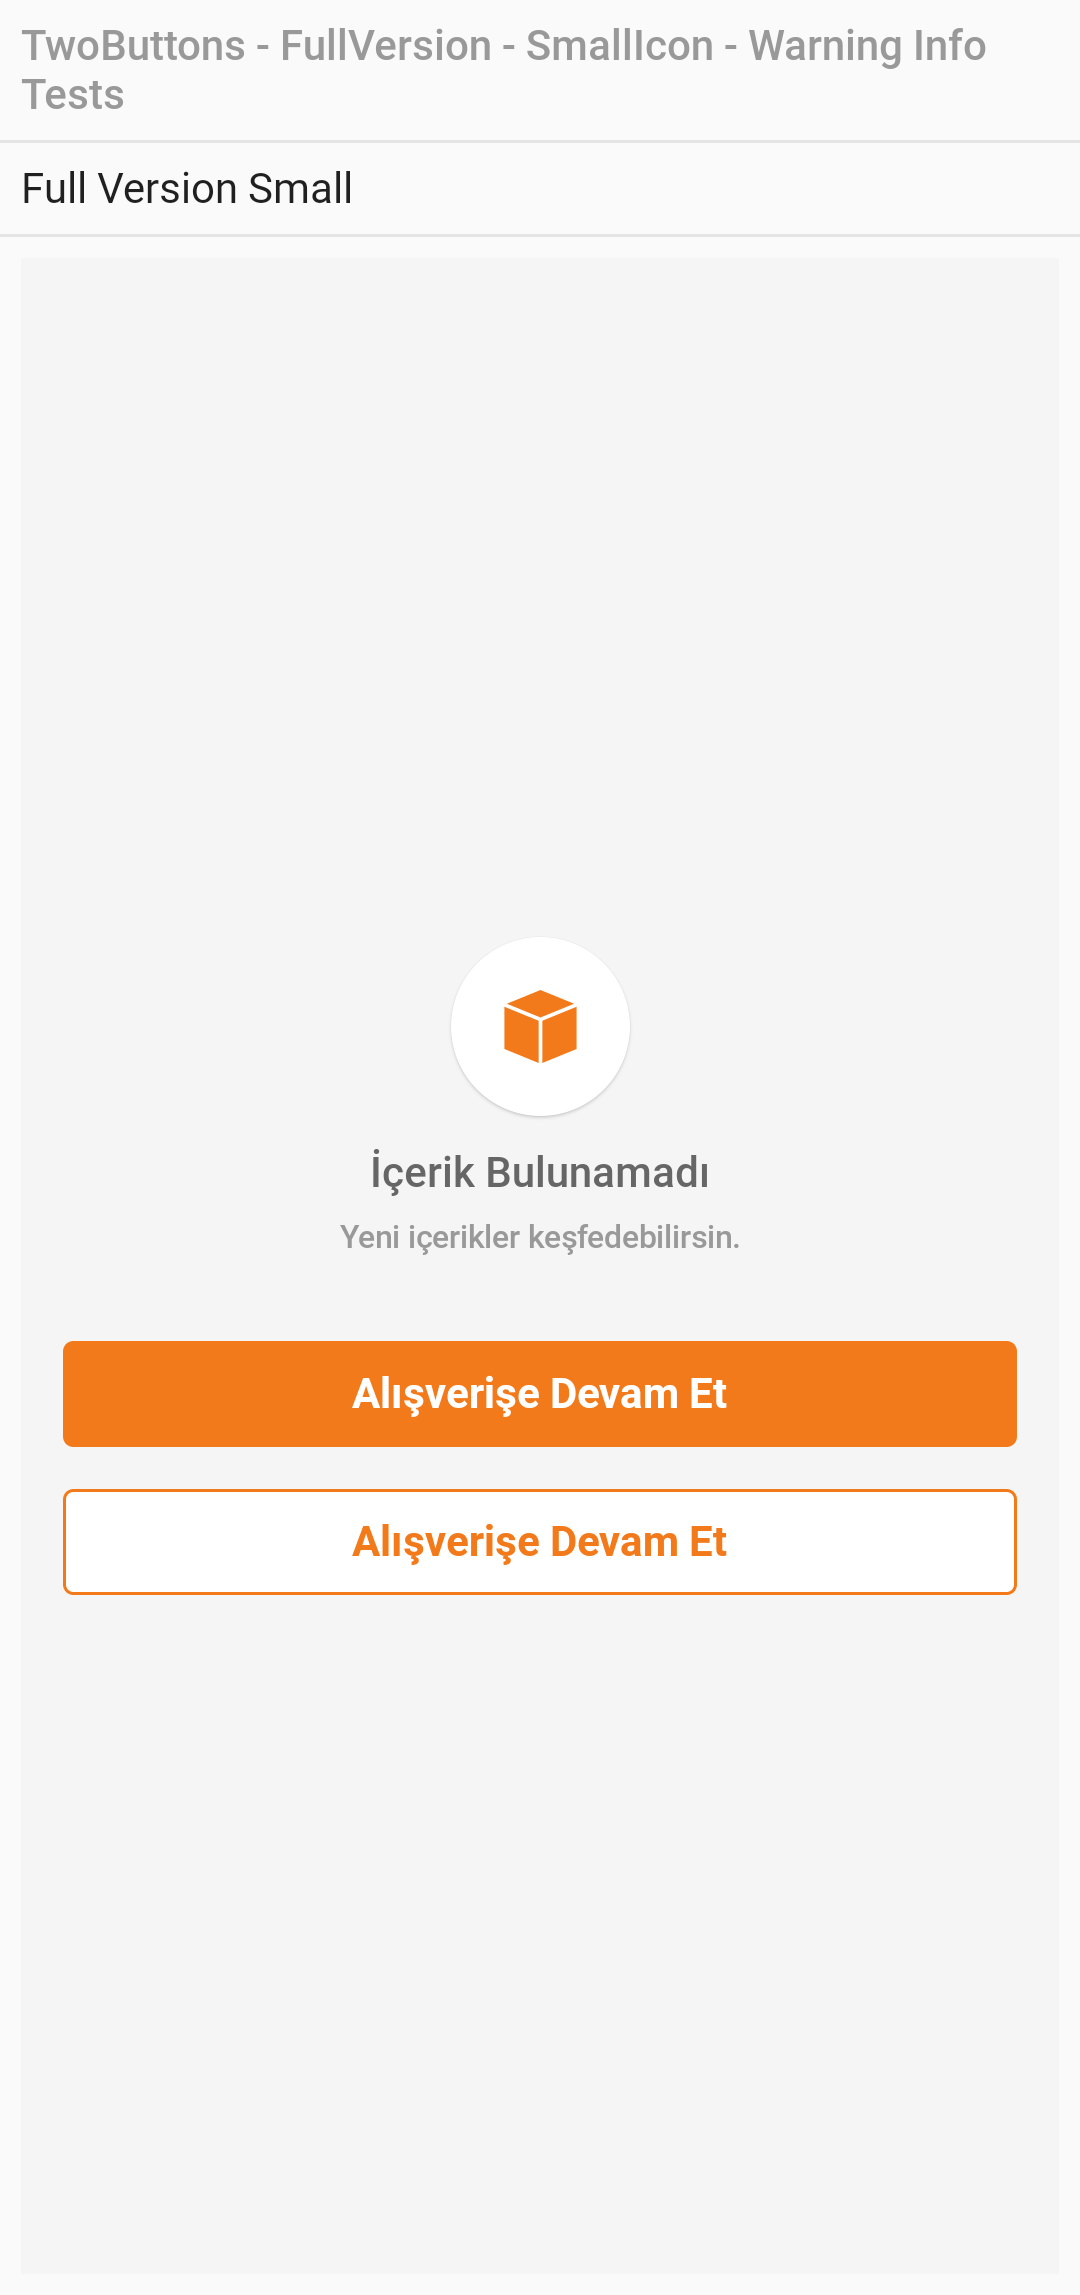 TwoButtons - FullVersion - SmallIcon - Warning Info
Tests
Full Version Small
İçerik Bulunamadı
Yeni içerikler keşfedebilirsin.
Alışverişe Devam Et
Alışverişe Devam Et